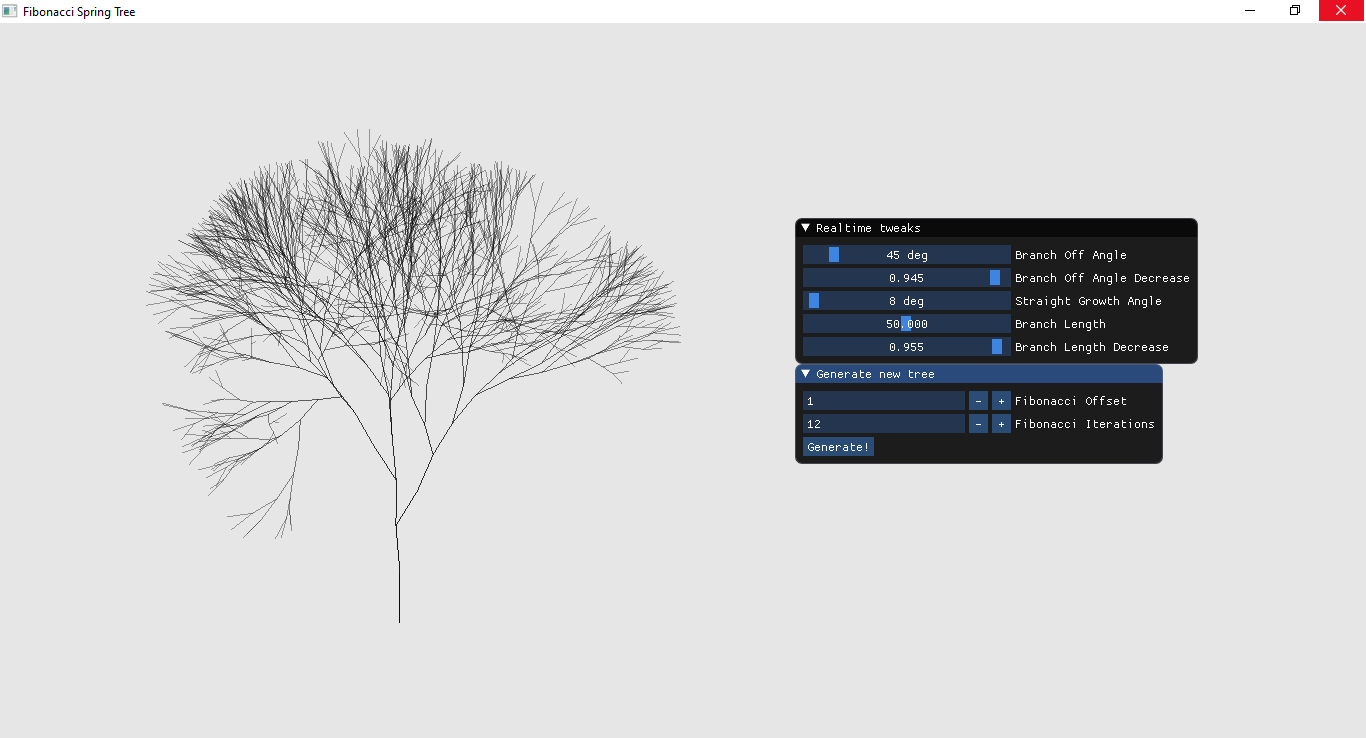 Fibonacci Spring Tree
Realtime tweaks
45 deg Branch Off Angle
0.945 Branch Off Angle Decrease
8 deg Straight Growth Angle
50.000 Branch Length
0.955 Branch Length Decrease
Generate new tree
1 - + Fibonacci Offset
12 - + Fibonacci Iterations
Generate!